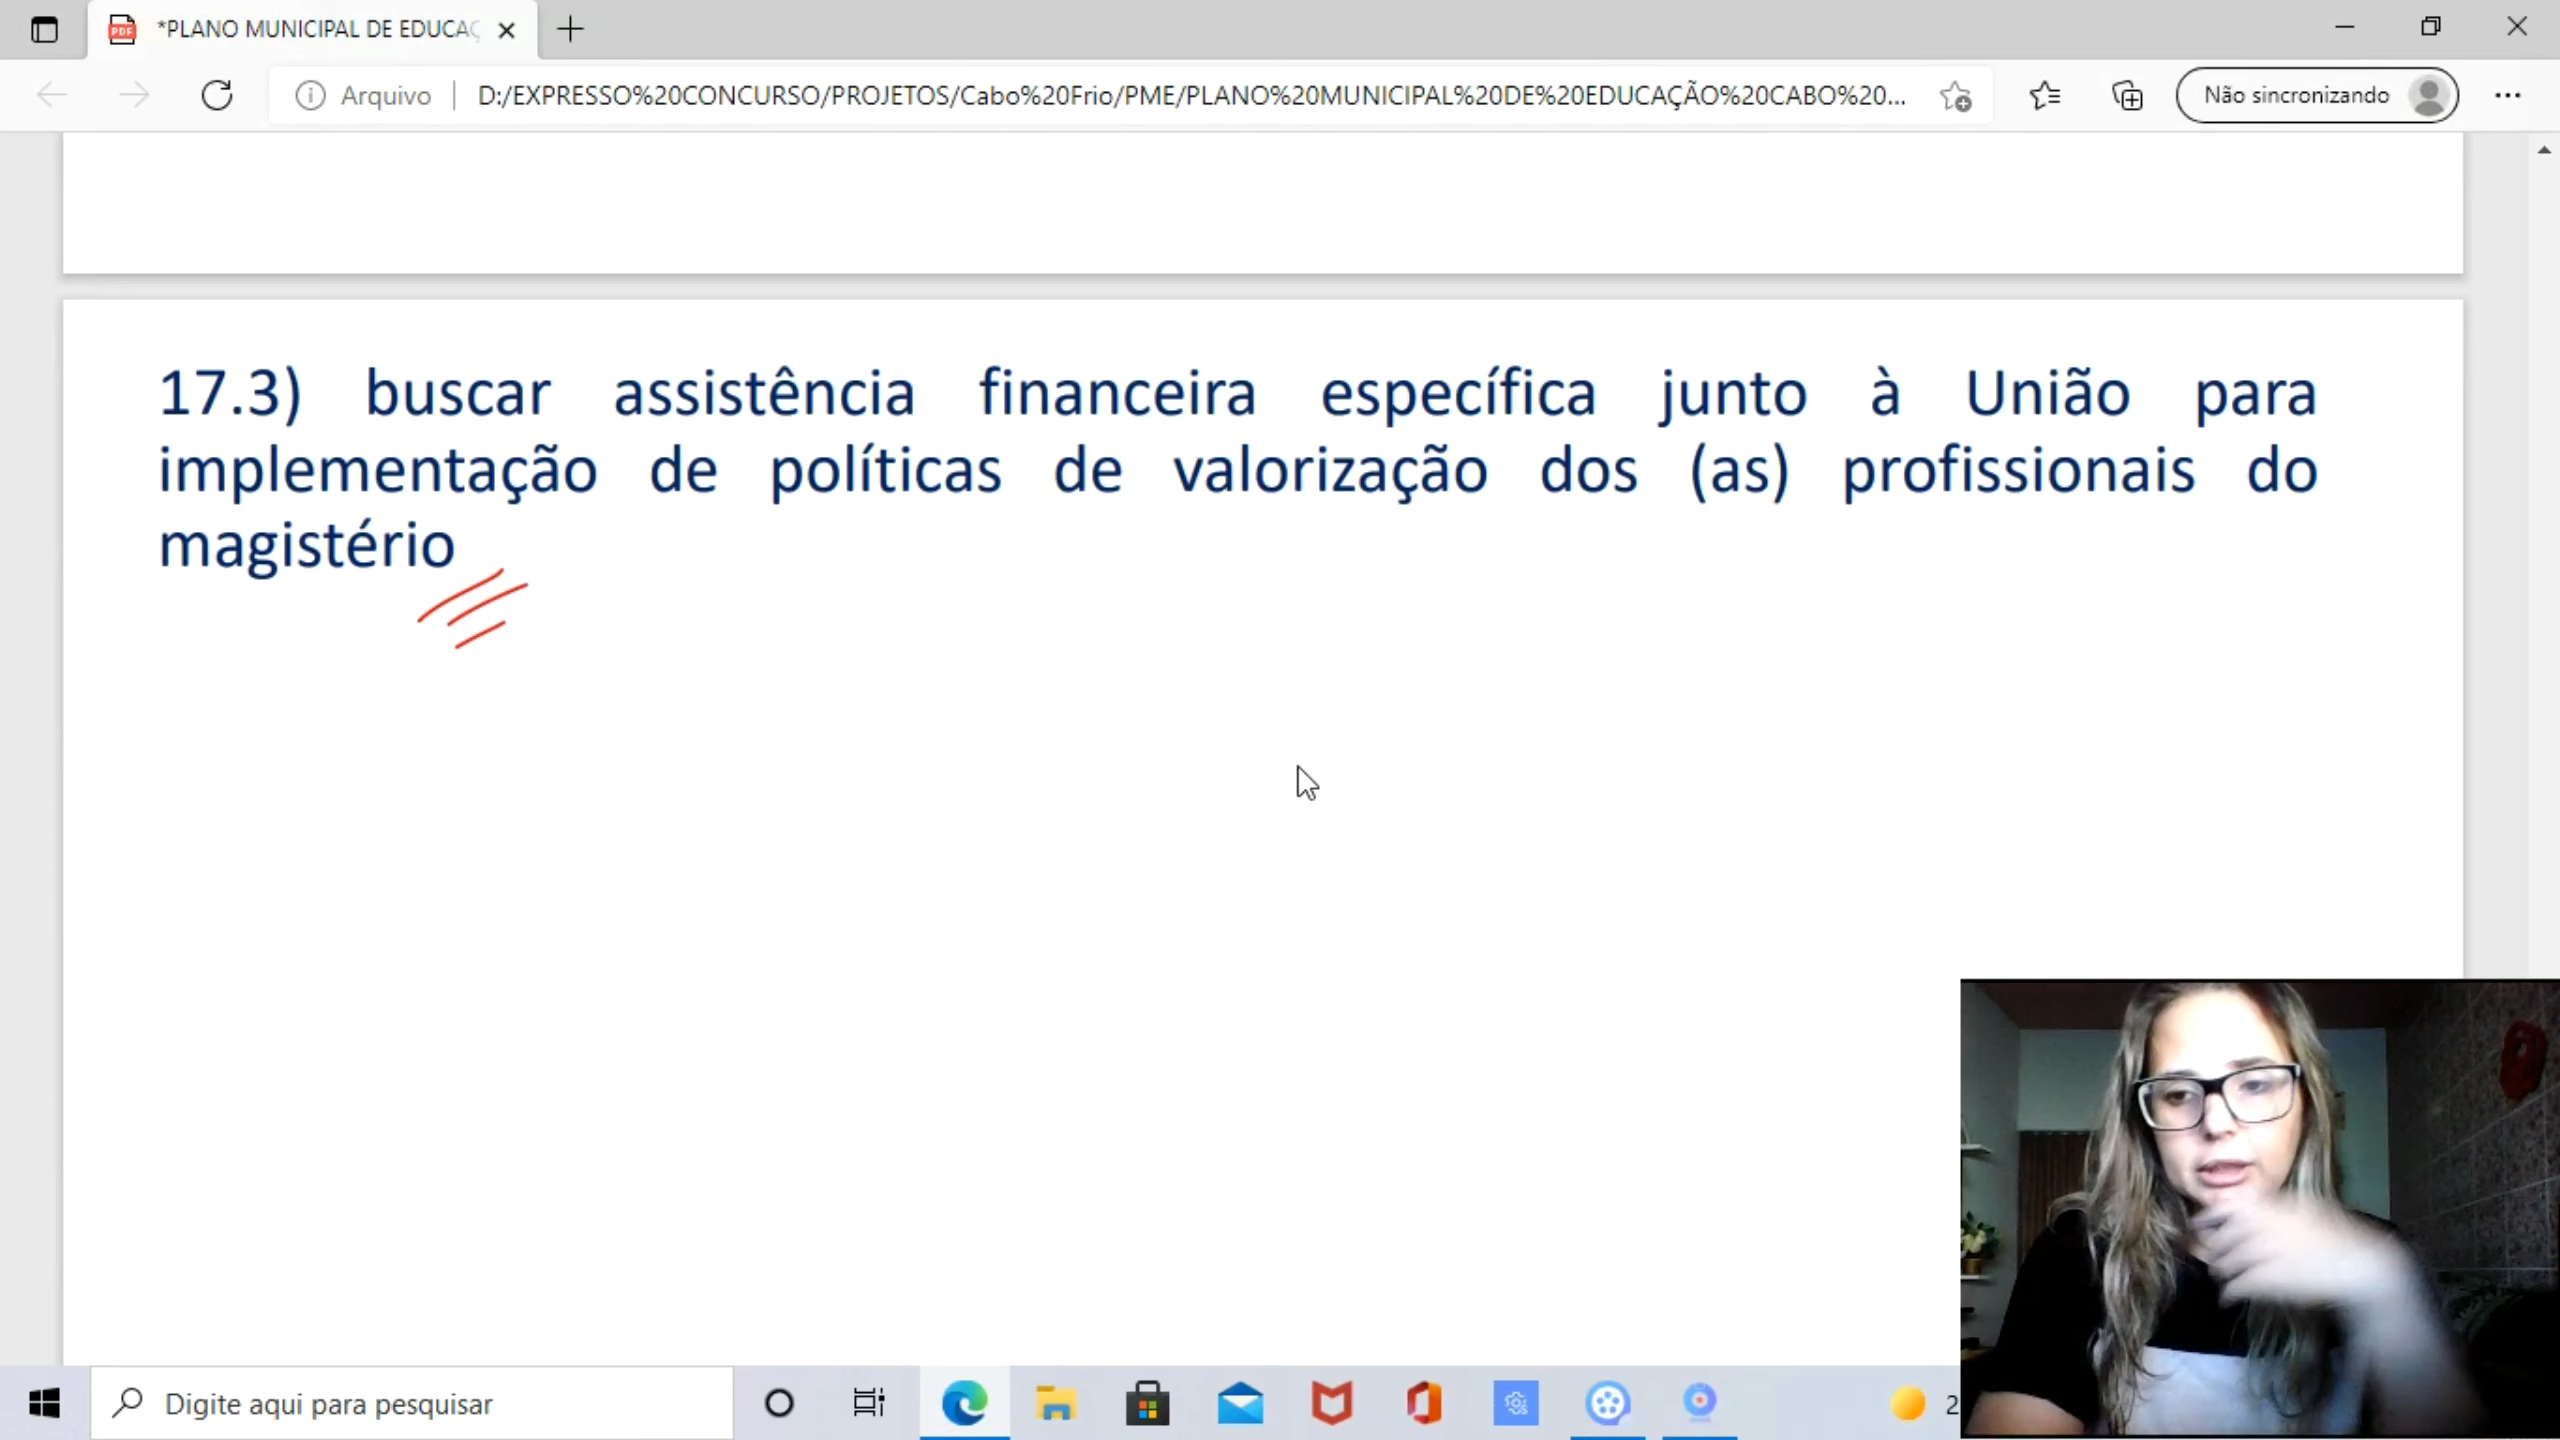 *PLANO MUNICIPAL DE EDUCAÇ
Arquivo
D:/EXPRESSO%20CONCURSO/PROJETOS/Cabo%20Frio/PME/PLANO%20MUNICIPAL%20DE%20EDUCAÇÃO%20CABO%20...
Não sincronizando
17.3) buscar assistência financeira específica junto à União para
implementação de políticas de valorização dos (as) profissionais do
magistério
Digite aqui para pesquisar
2